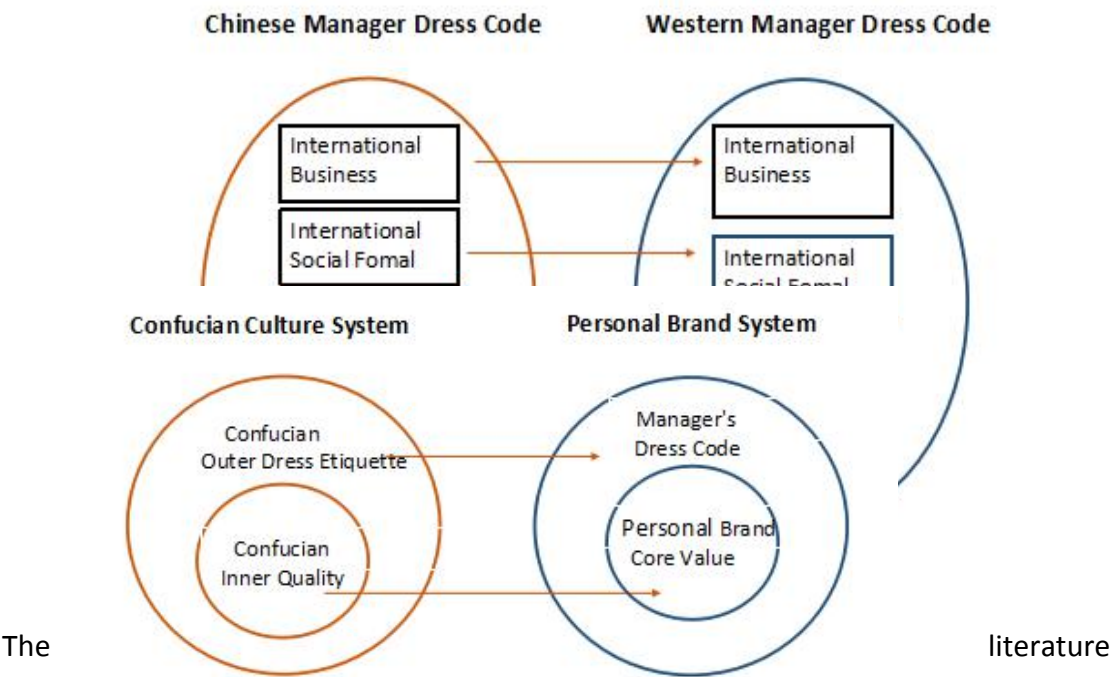 Chinese Manager Dress Code
Western Manager Dress Code
International
Business
International
Business
International
Social Fomal
International
Social Fomal
Confucian Culture System
Personal Brand System
Confucian
Outer Dress Etiquette
Manager's
Dress Code
Confucian
Inner Quality
Personal Brand
Core Value
The literature